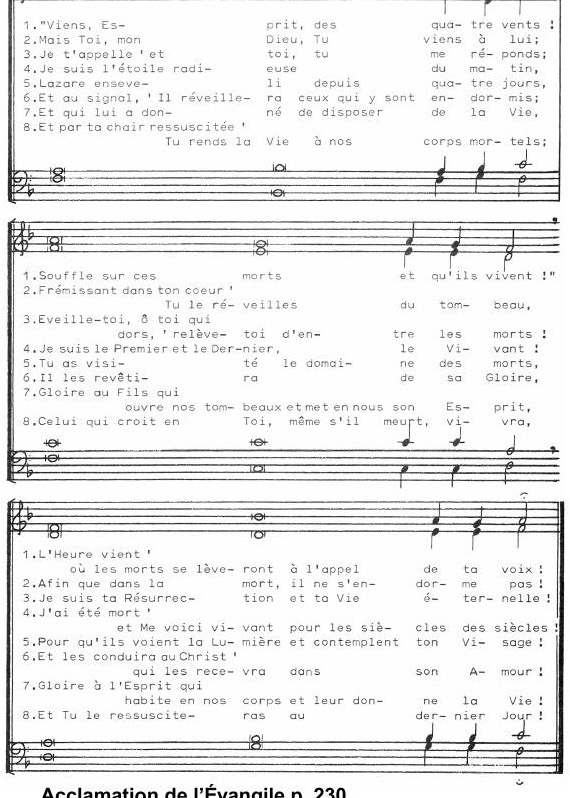 1."Viens, Es- prit, des qua- tre vents !
2.Mais Toi, mon Dieu, Tu viens à lui;
3.Je t'appelle ' et toi, tu me ré- ponds;
4.Je suis l'étoile radi- euse du ma- tin,
5.Lazare enseve- li depuis qua- tre jours,
6.Et au signal, ' Il réveille- ra ceux qui y sont en- dor- mis;
7.Et qui lui a don- né de disposer de la Vie,
8.Et par ta chair ressuscitée '
Tu rends la Vie à nos corps mor- tels;
1.Souffle sur ces morts et qu'ils vivent !"
2.Frémissant dans ton coeur '
Tu le ré- veilles du tom- beau,
3.Eveille-toi, ô toi qui
dors, ' relève- toi d'en- tre les morts !
4.Je suis le Premier et le Der- nier, le Vi- vant !
5.Tu as visi- té le domai- ne des morts,
6.Il les revêti- ra de sa Gloire,
7.Gloire au Fils qui
ouvre nos tom- beaux et met en nous son Es- prit,
8.Celui qui croit en Toi, même s'il meurt, vi- vra,
1.L'Heure vient '
où les morts se lève- ront à l'appel de ta voix !
2.Afin que dans la mort, il ne s'en- dor- me pas !
3.Je suis ta Résurrec- tion et ta Vie é- ter- nelle !
4.J'ai été mort '
et Me voici vi- vant pour les siè- cles des siècles !
5.Pour qu'ils voient la Lu- mière et contemplent ton Vi- sage !
6.Et les conduira au Christ '
qui les rece- vra dans son A- mour !
7.Gloire à l'Esprit qui
habite en nos corps et leur don- ne la Vie !
8.Et Tu le ressuscite- ras au der- nier Jour !
Acclamation de l'Évangile p. 230